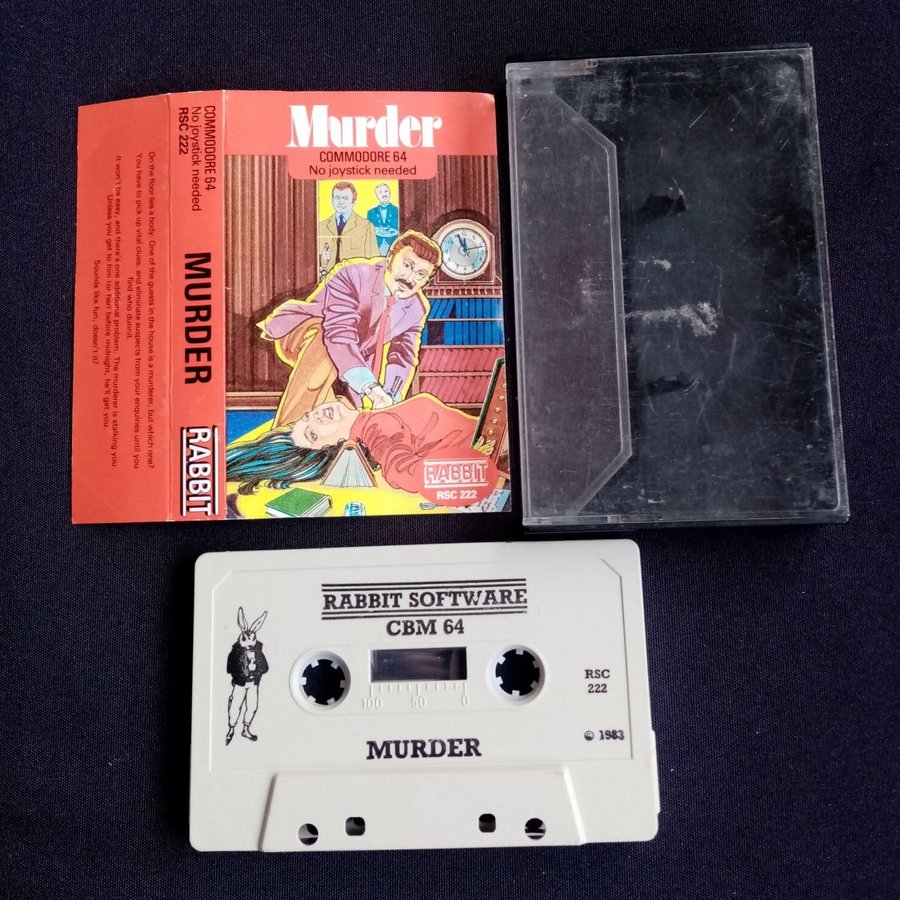 On the floor lies a body. One of the guests in the house is a murderer, but which one?
You have to pick up vital clues, and eliminate suspects from your enquiries until you
find who dunnit.
It won't be easy, and there's one additional problem. The murderer is stalking you
Unless you get to him (or her) before midnight, he'll get you.
Sounds like fun, doesn't it?
COMMODORE 64
No joystick needed
RSC 222
MURDER
RABBIT
Murder
COMMODORE 64
No joystick needed
RABBIT
RSC 222
RABBIT SOFTWARE
CBM 64
RSC
222
100 50 0
© 1983
MURDER